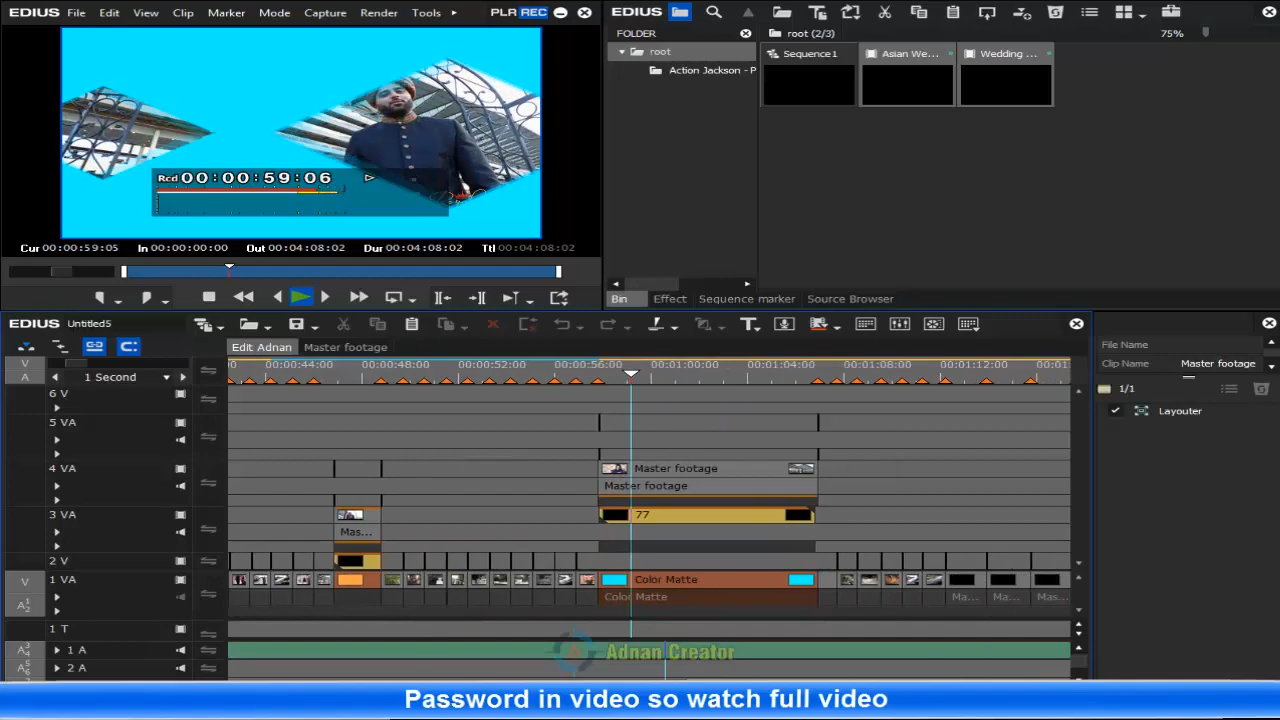 EDIUS File Edit View Clip Marker Mode Capture Render Tools PLR REC
Rcd 00:00:59:06
Cur 00:00:59:05 In 00:00:00:00 Out 00:04:08:02 Dur 00:04:08:02 Ttl 00:04:08:02
EDIUS
FOLDER
root
Action Jackson - P
root (2/3)
75%
Sequence1
Asian We...
Wedding ...
Bin Effect Sequence marker Source Browser
EDIUS Untitled5
Edit Adnan Master footage
V
A
1 Second
00:00:44:00 00:00:48:00 00:00:52:00 00:00:56:00 00:01:00:00 00:01:04:00 00:01:08:00 00:01:12:00
6 V
5 VA
4 VA
Master footage
Master footage
3 VA
77
Mas...
2 V
V
1 VA
Color Matte
A12
Color Matte
Ma...
Ma...
Mas...
1 T
A34
1 A
2 A
Adnan Creator
File Name
Clip Name Master footage
1/1
Layouter
Password in video so watch full video